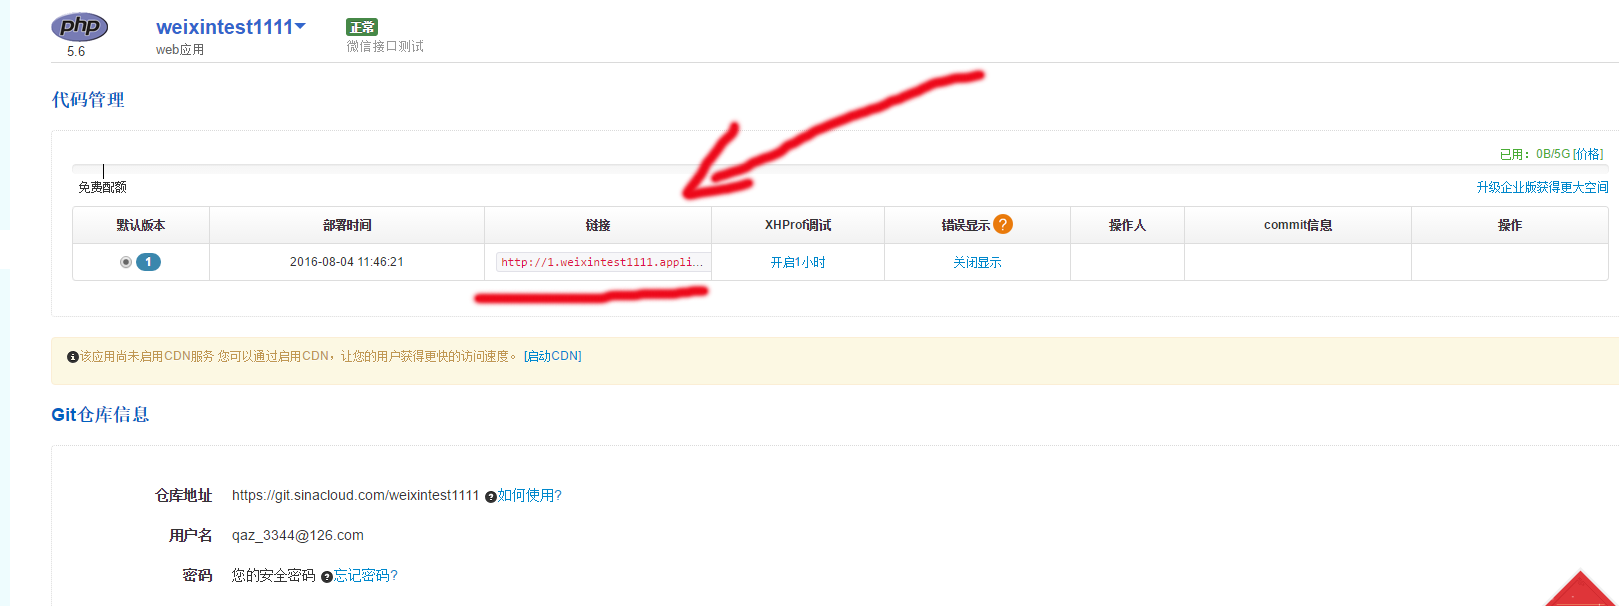 php
5.6
weixintest1111
web应用
正常
微信接口测试
代码管理
已用：0B/5G [价格]
免费配额
升级企业版获得更大空间
默认版本 部署时间 链接 XHProf调试 错误显示 ? 操作人 commit信息 操作
1 2016-08-04 11:46:21 http://1.weixintest1111.appli... 开启1小时 关闭显示
该应用尚未启用CDN服务 您可以通过启用CDN，让您的用户获得更快的访问速度。 [启动CDN]
Git仓库信息
仓库地址 https://git.sinacloud.com/weixintest1111 ?如何使用?
用户名 qaz_3344@126.com
密码 您的安全密码 ?忘记密码?